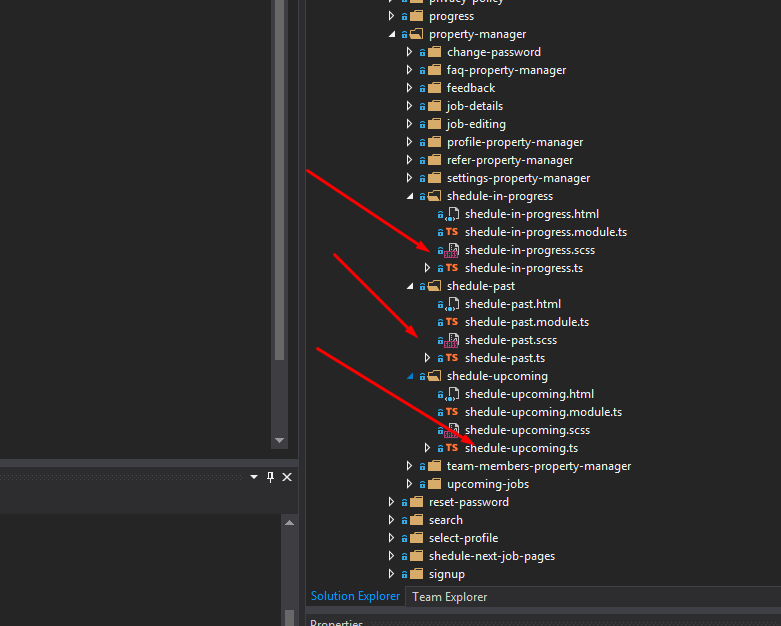 privacy-policy
progress
property-manager
change-password
faq-property-manager
feedback
job-details
job-editing
profile-property-manager
refer-property-manager
settings-property-manager
shedule-in-progress
shedule-in-progress.html
TS shedule-in-progress.module.ts
shedule-in-progress.scss
TS shedule-in-progress.ts
shedule-past
shedule-past.html
TS shedule-past.module.ts
shedule-past.scss
TS shedule-past.ts
shedule-upcoming
shedule-upcoming.html
TS shedule-upcoming.module.ts
shedule-upcoming.scss
TS shedule-upcoming.ts
team-members-property-manager
upcoming-jobs
reset-password
search
select-profile
shedule-next-job-pages
signup
Solution Explorer Team Explorer
Properties